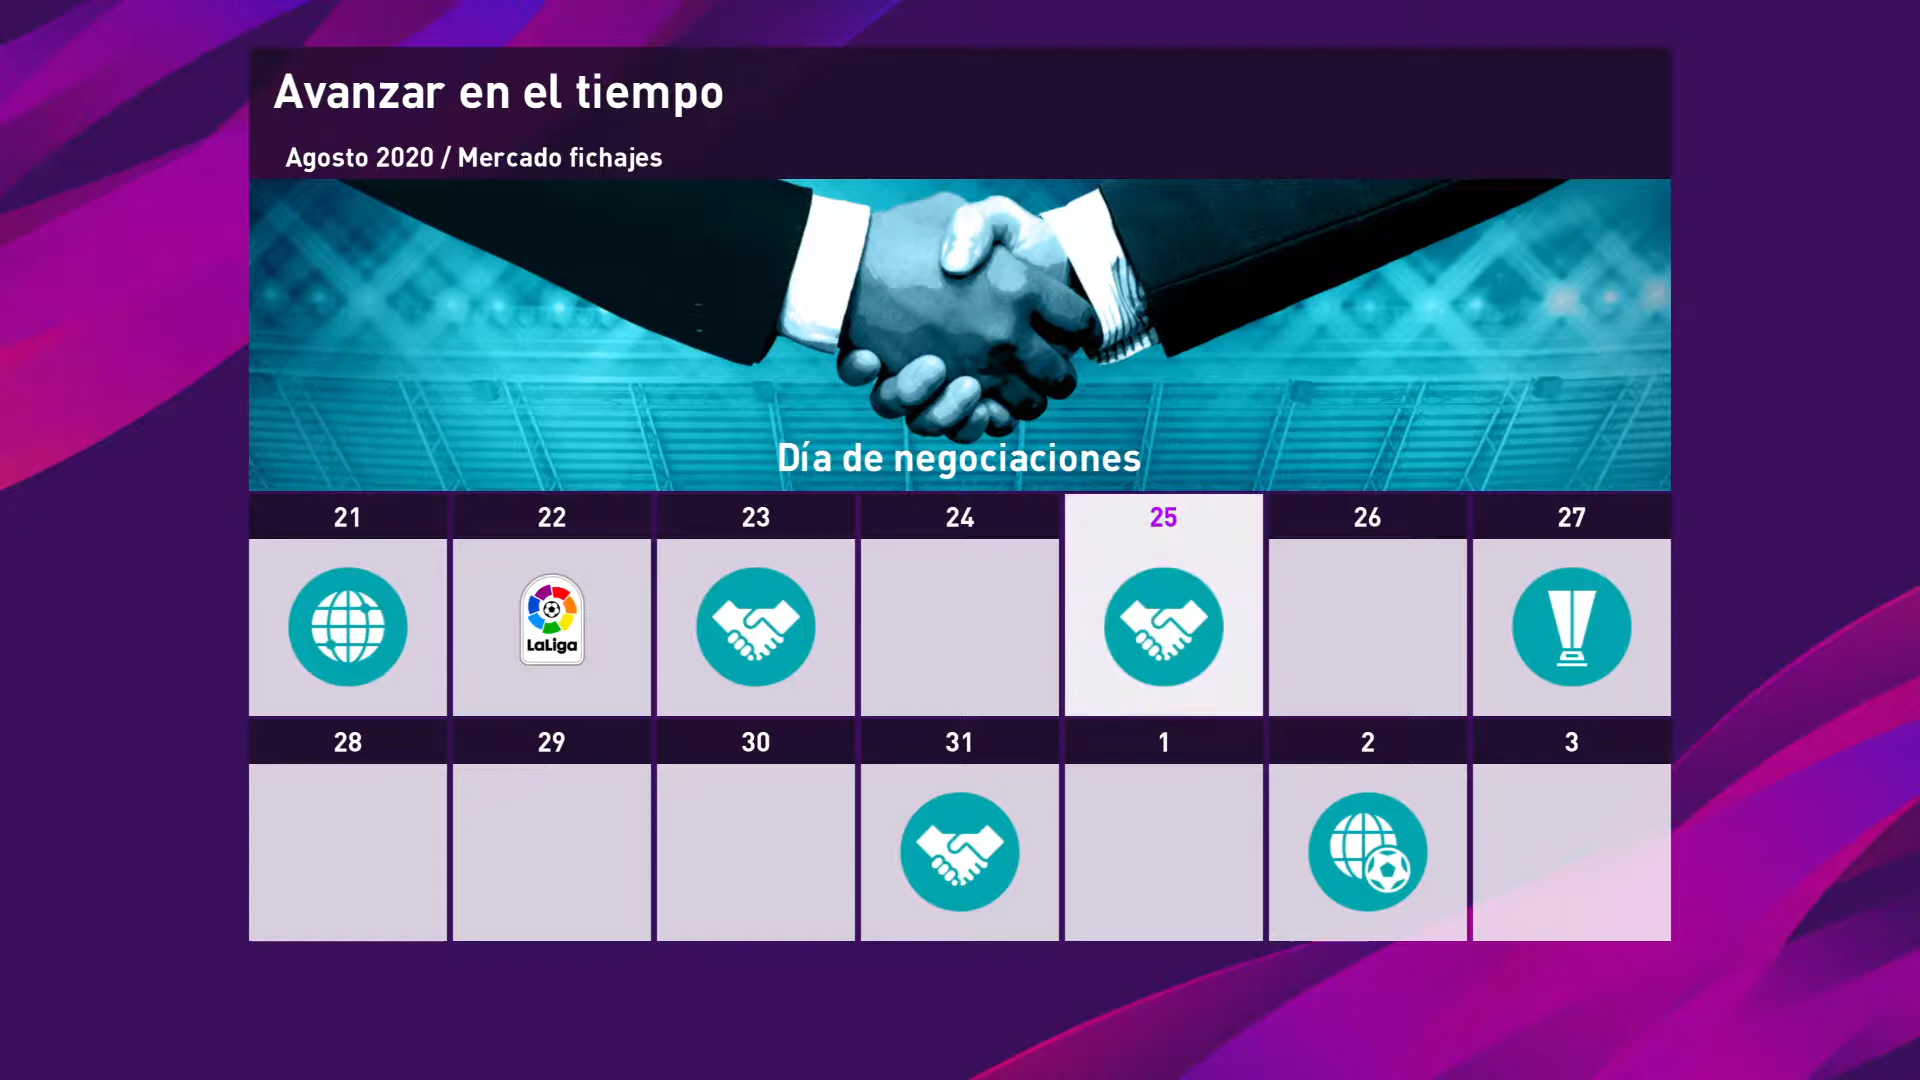 Avanzar en el tiempo
Agosto 2020 / Mercado fichajes
Día de negociaciones
21 22 23 24 25 26 27
LaLiga
28 29 30 31 1 2 3